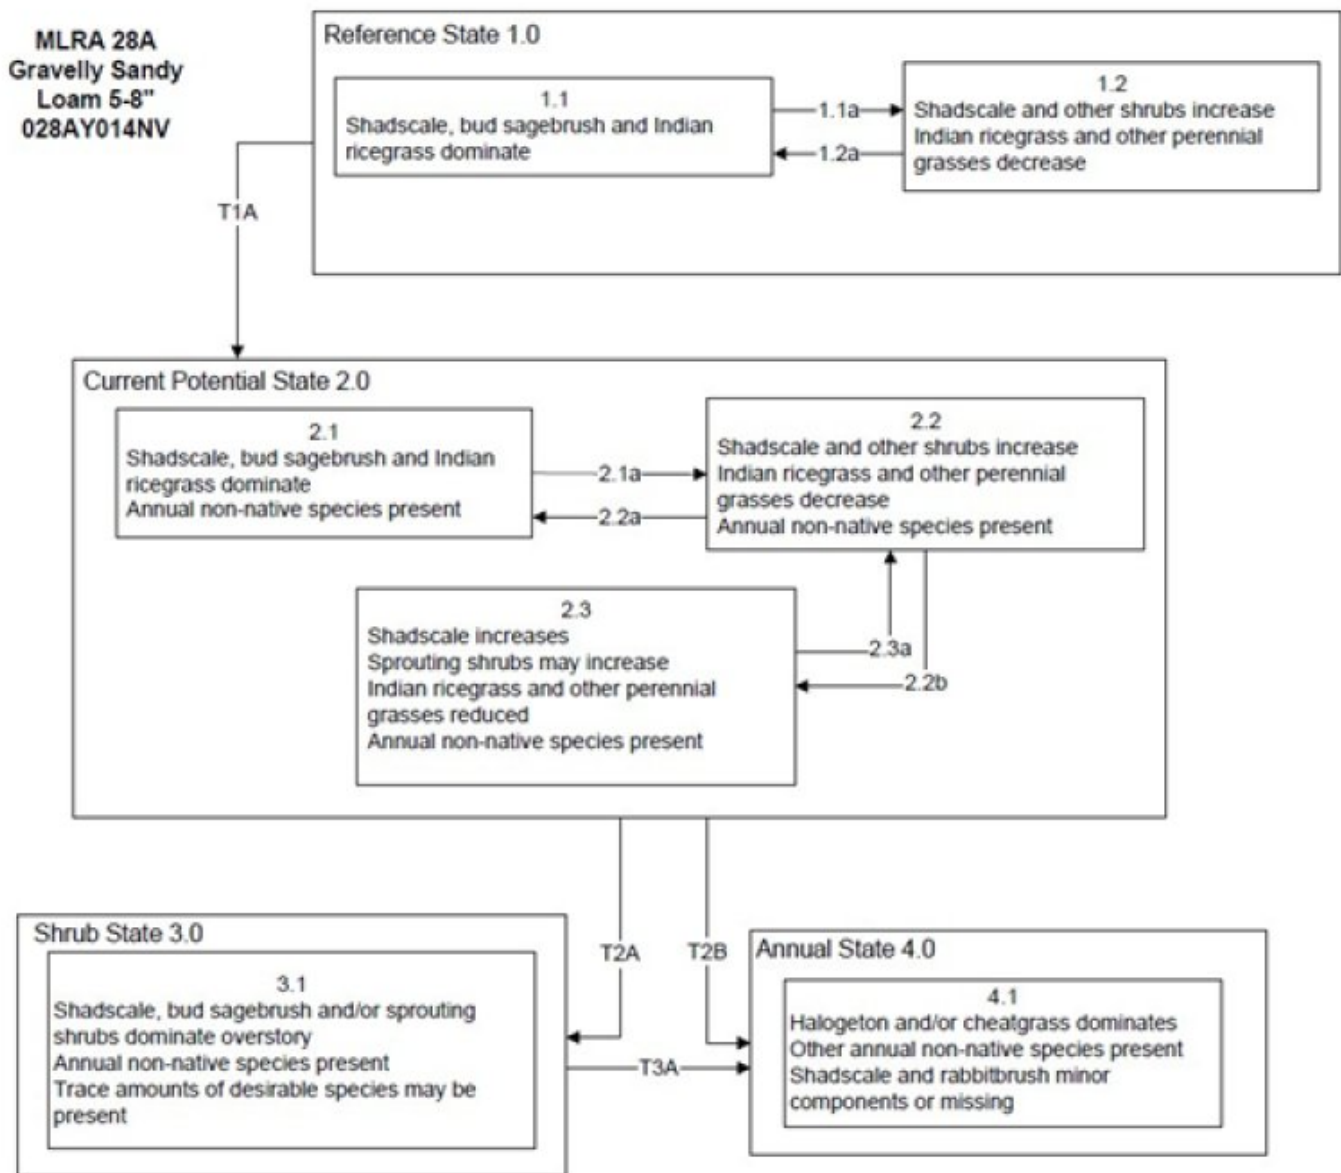 MLRA 28A
Gravelly Sandy
Loam 5-8"
028AY014NV
Reference State 1.0
1.1
Shadscale, bud sagebrush and Indian
ricegrass dominate
1.1a
1.2a
1.2
Shadscale and other shrubs increase
Indian ricegrass and other perennial
grasses decrease
T1A
Current Potential State 2.0
2.1
Shadscale, bud sagebrush and Indian
ricegrass dominate
Annual non-native species present
2.1a
2.2a
2.2
Shadscale and other shrubs increase
Indian ricegrass and other perennial
grasses decrease
Annual non-native species present
2.3
Shadscale increases
Sprouting shrubs may increase
Indian ricegrass and other perennial
grasses reduced
Annual non-native species present
2.3a
2.2b
T2A
T2B
Shrub State 3.0
3.1
Shadscale, bud sagebrush and/or sprouting
shrubs dominate overstory
Annual non-native species present
Trace amounts of desirable species may be
present
T3A
Annual State 4.0
4.1
Halogeton and/or cheatgrass dominates
Other annual non-native species present
Shadscale and rabbitbrush minor
components or missing